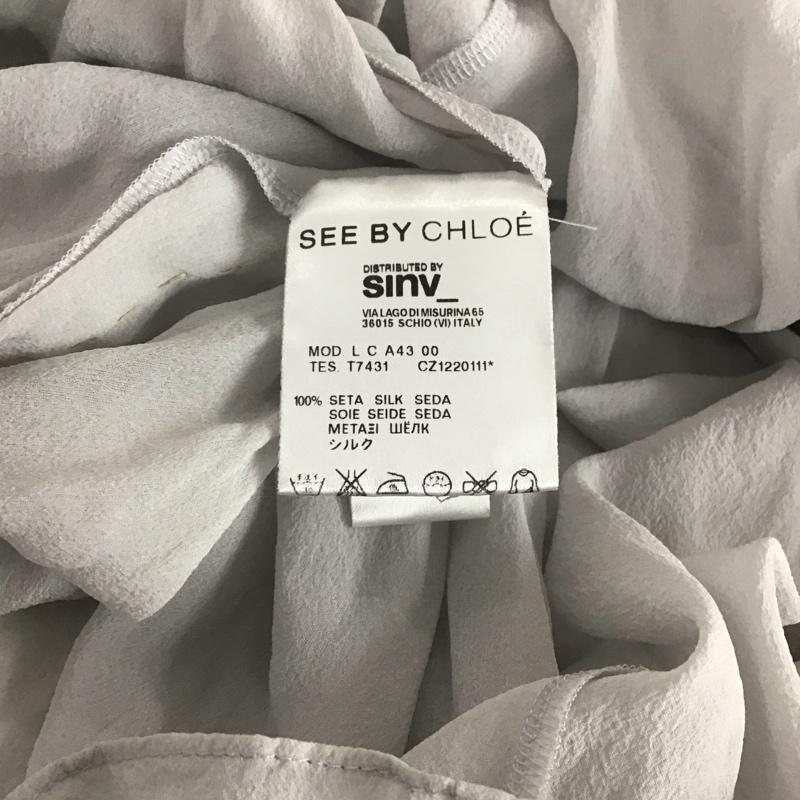 SEE BY CHLOÉ
DISTRIBUTED BY
sinv_
VIA LAGO DI MISURINA 65
36015 SCHIO (VI) ITALY
MOD. L C A43 00
TES. T7431 CZ1220111*
100% SETA SILK SEDA
SOIE SEIDE SEDA
ΜΕΤΑΞΙ ШЁЛК
シルク